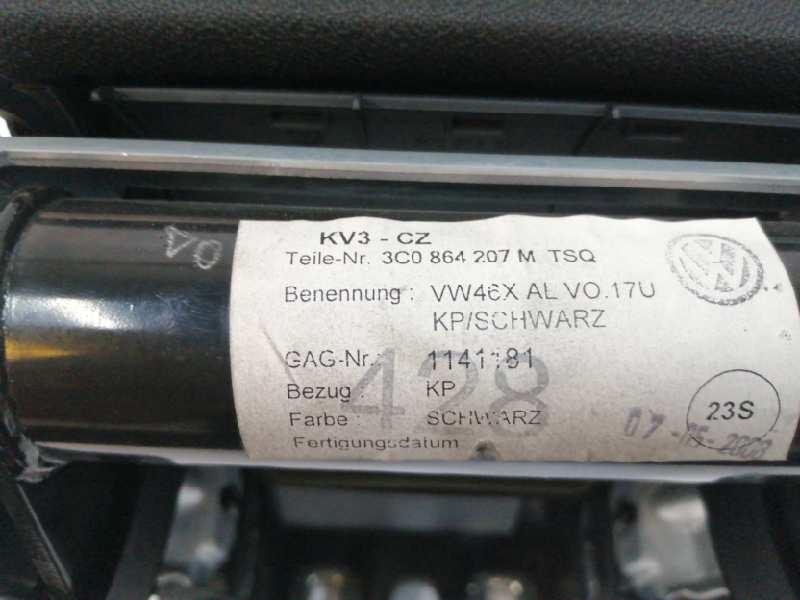 KV3 - CZ
Teile-Nr. 3C0 864 207 M TSQ
Benennung : VW46X AL VO.17U
KP/SCHWARZ
GAG-Nr.: 1141181
428
Bezug : KP
Farbe : SCHWARZ
23S
Fertigungsdatum